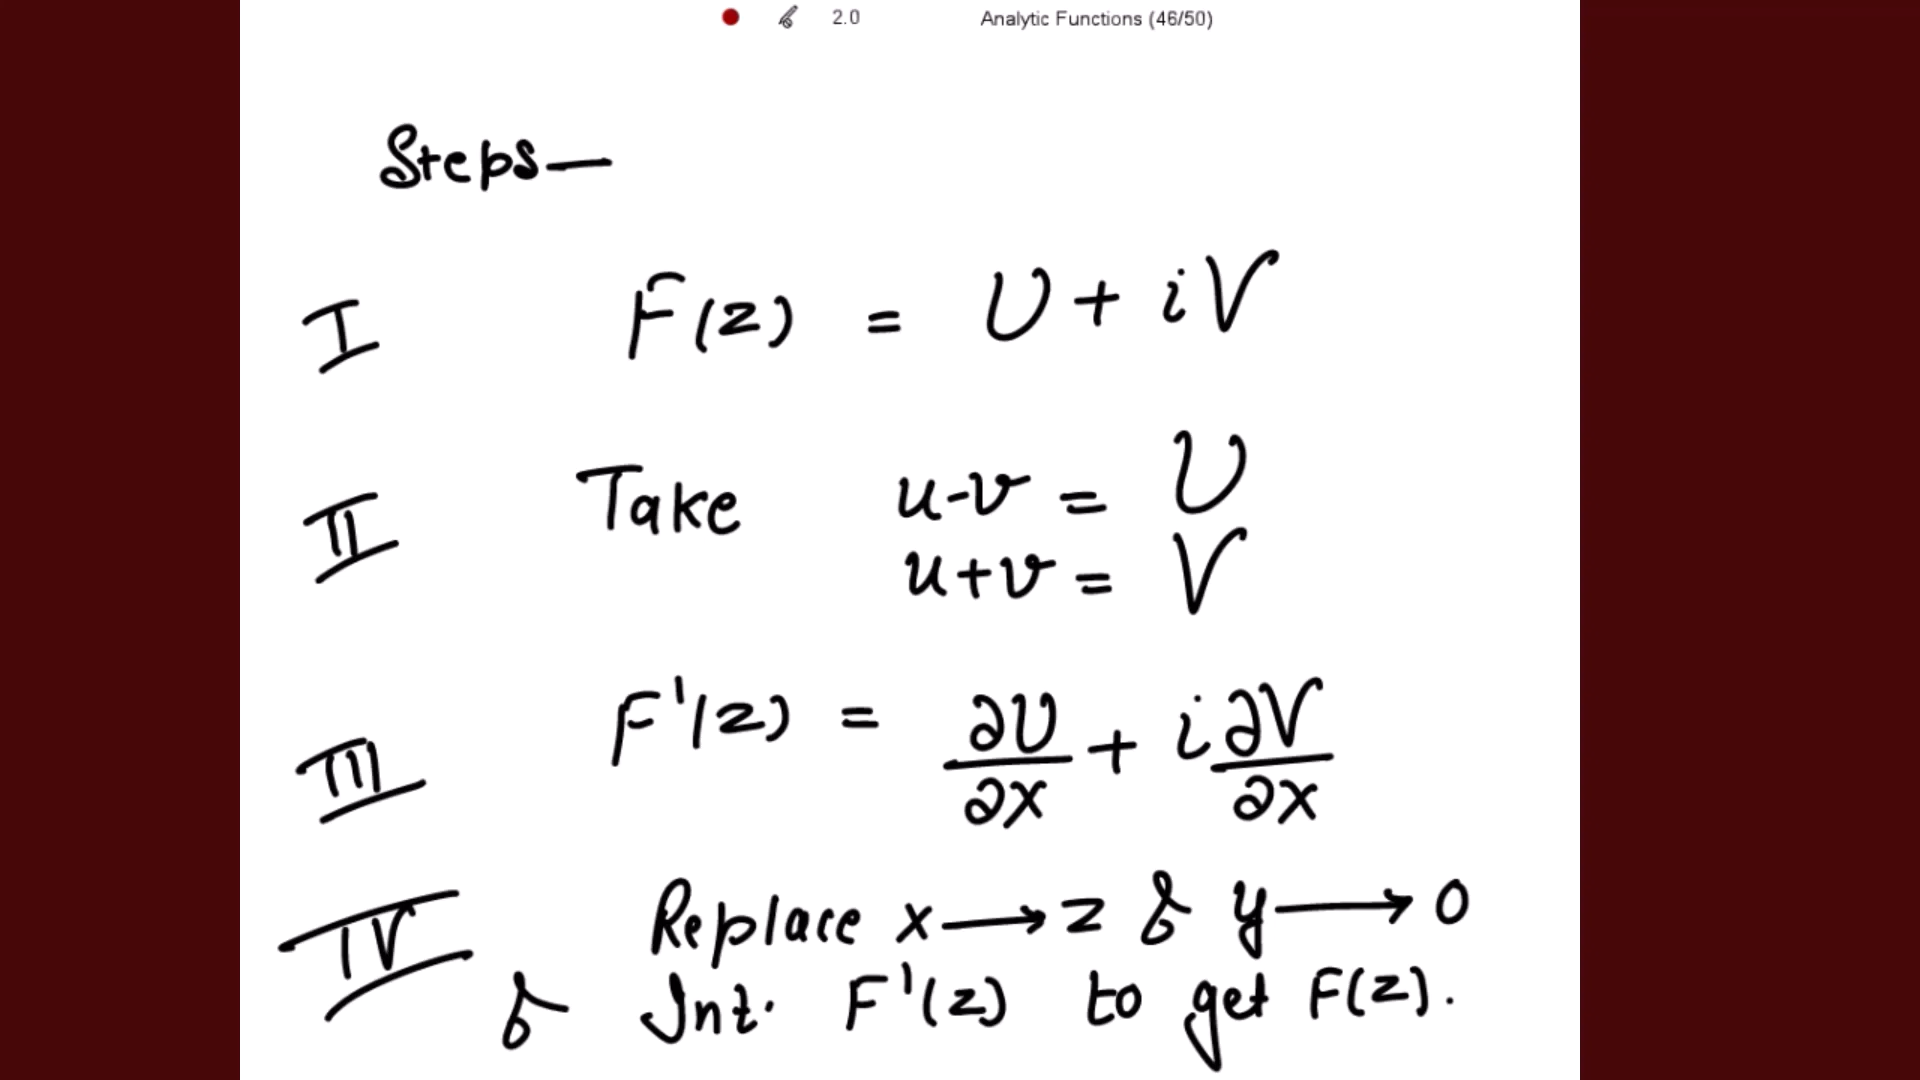 2.0 Analytic Functions (46/50)
Steps—
I F(z) = U + iV
II Take u-v = U
u+v = V
III F'(z) = ∂U/∂x + i ∂V/∂x
IV Replace x → z & y → 0
& Int. F'(z) to get F(z).